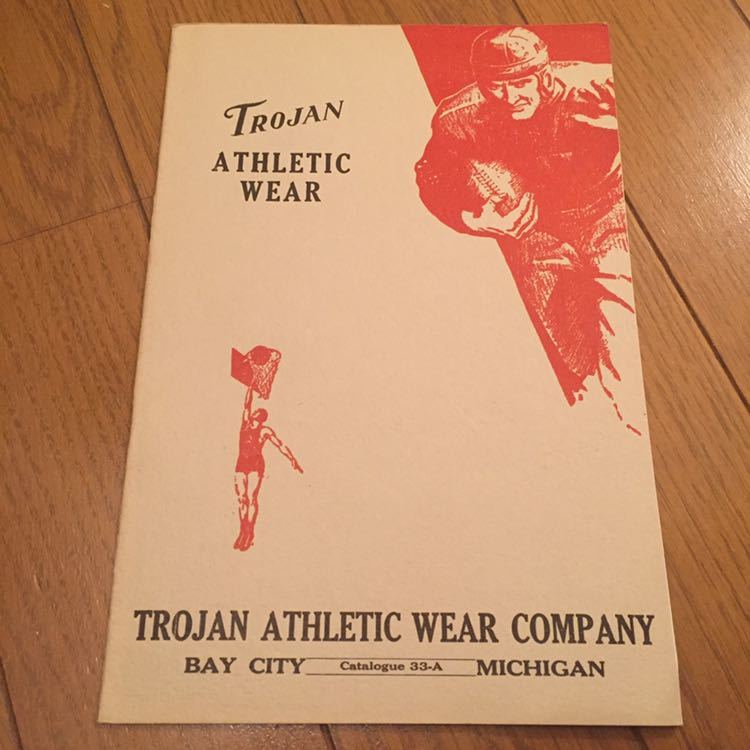 TROJAN
ATHLETIC
WEAR
TROJAN ATHLETIC WEAR COMPANY
BAY CITY Catalogue 33-A MICHIGAN